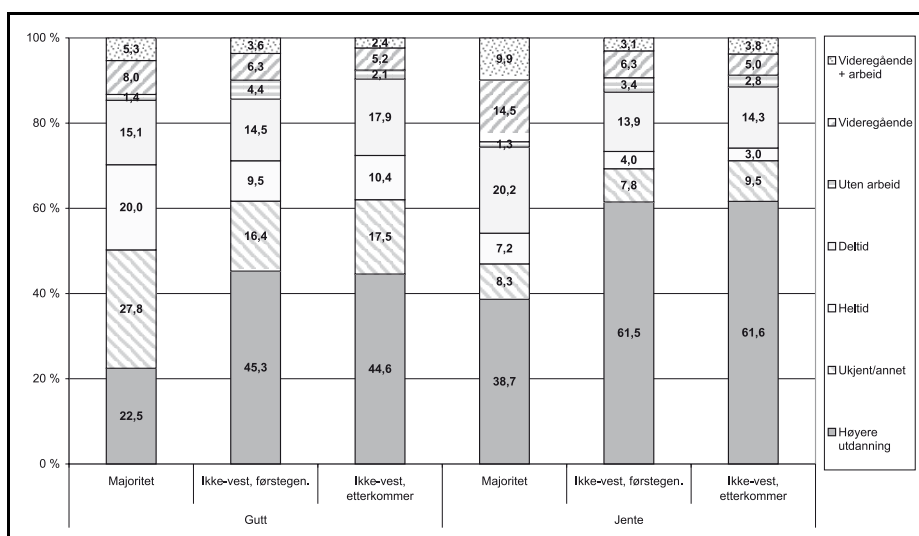 100 %
80 %
60 %
40 %
20 %
0 %
5,3
8,0
1,4
15,1
20,0
27,8
22,5
3,6
6,3
4,4
14,5
9,5
16,4
45,3
2,4
5,2
2,1
17,9
10,4
17,5
44,6
9,9
14,5
1,3
20,2
7,2
8,3
38,7
3,1
6,3
3,4
13,9
4,0
7,8
61,5
3,8
5,0
2,8
14,3
3,0
9,5
61,6
Majoritet
Ikke-vest, førstegen.
Ikke-vest,
etterkommer
Majoritet
Ikke-vest, førstegen.
Ikke-vest,
etterkommer
Gutt
Jente
Videregående
+ arbeid
Videregående
Uten arbeid
Deltid
Heltid
Ukjent/annet
Høyere
utdanning